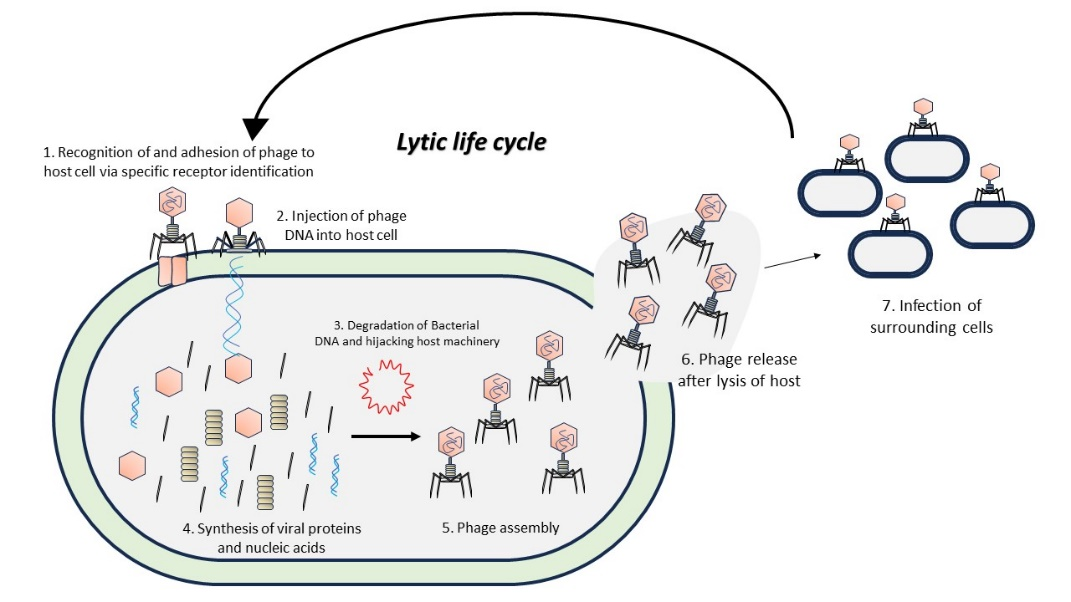 Lytic life cycle
1. Recognition of and adhesion of phage to
host cell via specific receptor identification
2. Injection of phage
DNA into host cell
3. Degradation of Bacterial
DNA and hijacking host machinery
4. Synthesis of viral proteins
and nucleic acids
5. Phage assembly
6. Phage release
after lysis of host
7. Infection of
surrounding cells